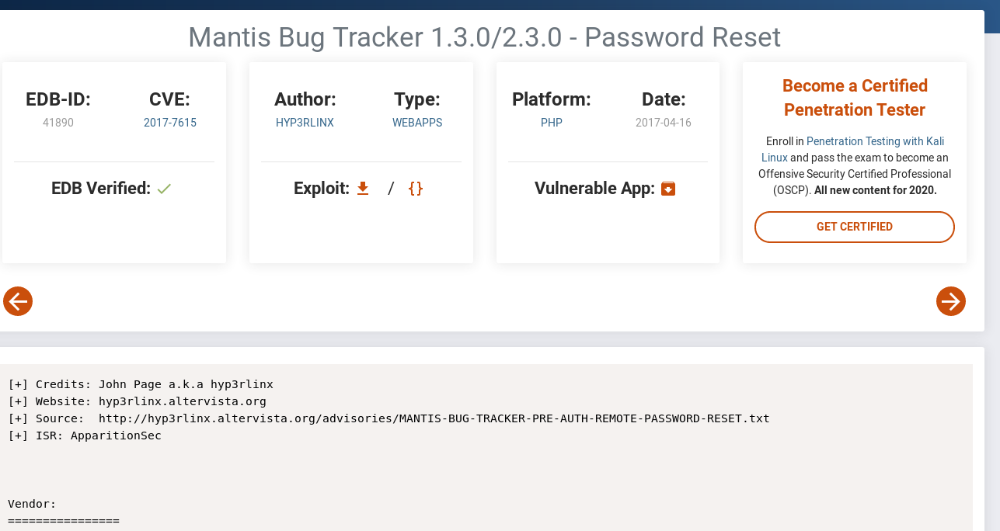 Mantis Bug Tracker 1.3.0/2.3.0 - Password Reset
EDB-ID:
41890
CVE:
2017-7615
EDB Verified:
Author:
HYP3RLINX
Type:
WEBAPPS
Exploit: / {}
Platform:
PHP
Date:
2017-04-16
Vulnerable App:
Become a Certified
Penetration Tester
Enroll in Penetration Testing with Kali
Linux and pass the exam to become an
Offensive Security Certified Professional
(OSCP). All new content for 2020.
GET CERTIFIED
[+] Credits: John Page a.k.a hyp3rlinx
[+] Website: hyp3rlinx.altervista.org
[+] Source:  http://hyp3rlinx.altervista.org/advisories/MANTIS-BUG-TRACKER-PRE-AUTH-REMOTE-PASSWORD-RESET.txt
[+] ISR: ApparitionSec
Vendor:
================